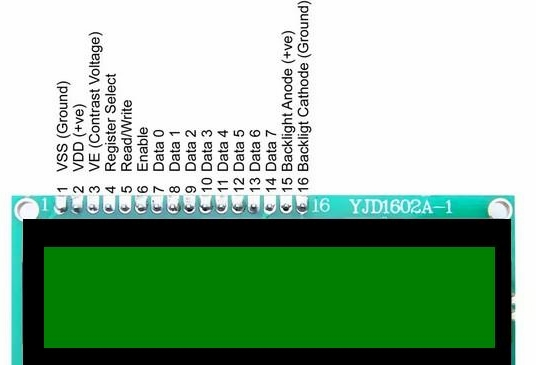 1 VSS (Ground)
2 VDD (+ve)
3 VE (Contrast Voltage)
4 Register Select
5 Read/Write
6 Enable
7 Data 0
8 Data 1
9 Data 2
10 Data 3
11 Data 4
12 Data 5
13 Data 6
14 Data 7
15 Backlight Anode (+ve)
16 Backligt Cathode (Ground)
1
16
YJD1602A-1